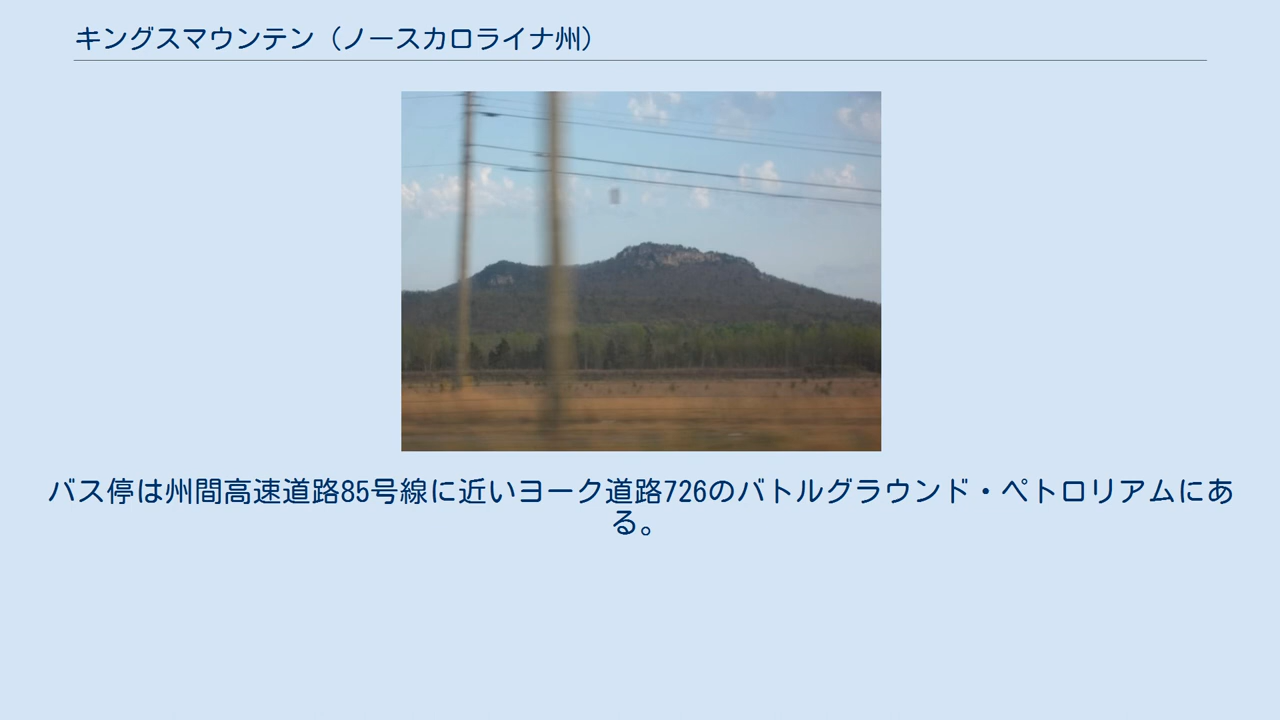 キングスマウンテン（ノースカロライナ州）
バス停は州間高速道路85号線に近いヨーク道路726のバトルグラウンド・ペトロリアムにあ
る。